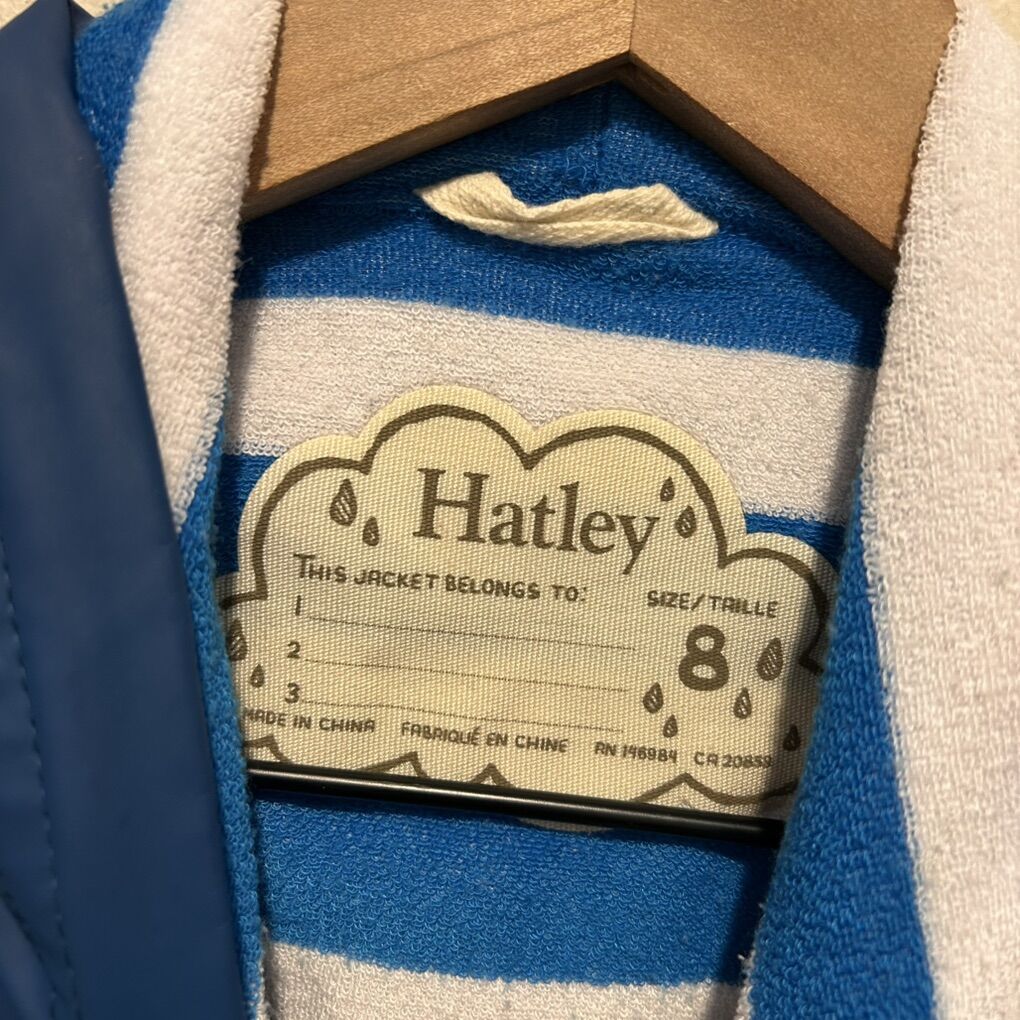 Hatley
THIS JACKET BELONGS TO:
SIZE/TAILLE
1
8
2
3
MADE IN CHINA FABRIQUÉ EN CHINE RN 146984 CA 20859